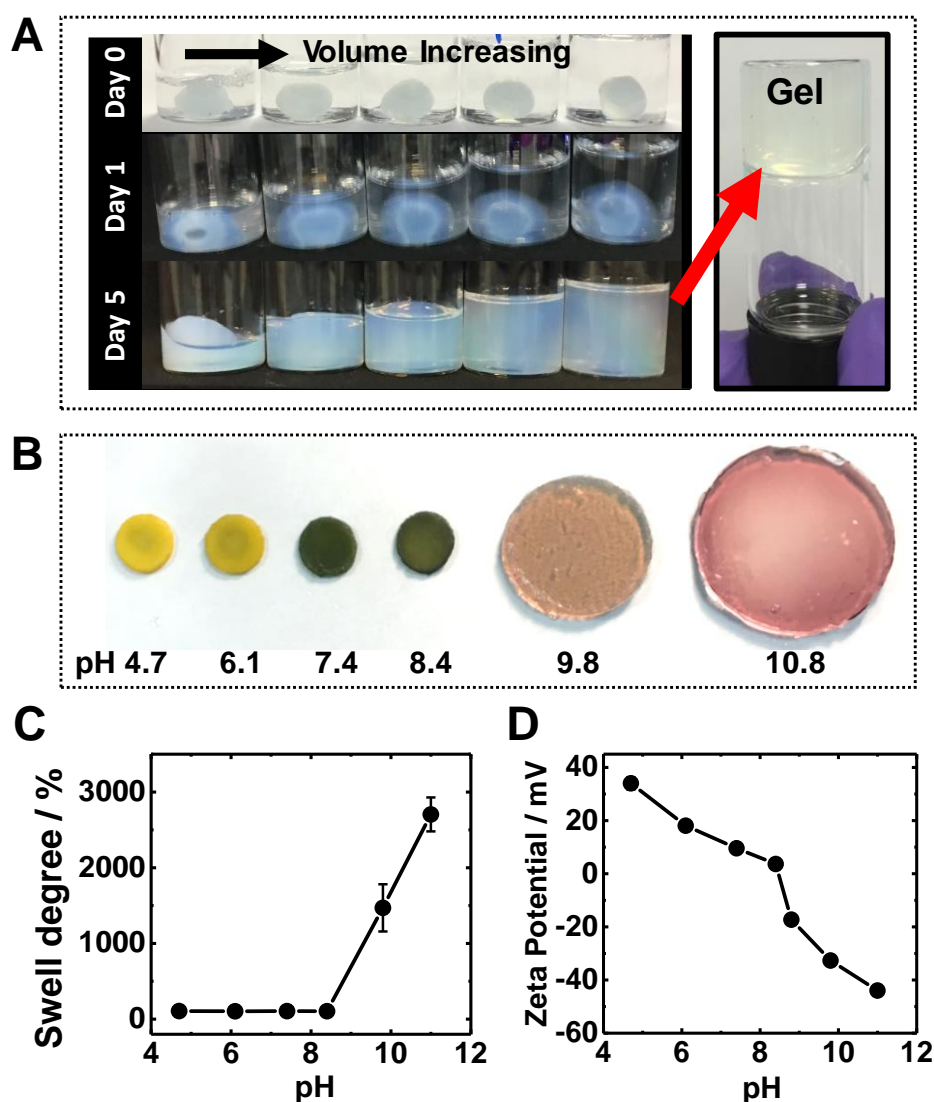 A
Day 0
Volume Increasing
Gel
Day 1
Day 5
B
pH 4.7 6.1 7.4 8.4 9.8 10.8
C
Swell degree / %
3000
2000
1000
0
4 6 8 10 12
pH
D
Zeta Potential / mV
40
20
0
-20
-40
-60
4 6 8 10 12
pH